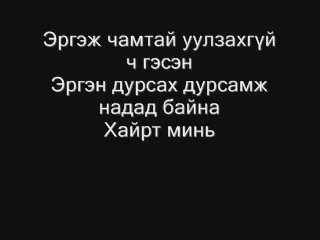 Эргэж чамтай уулзахгүй
ч гэсэн
Эргэн дурсах дурсамж
надад байна
Хайрт минь